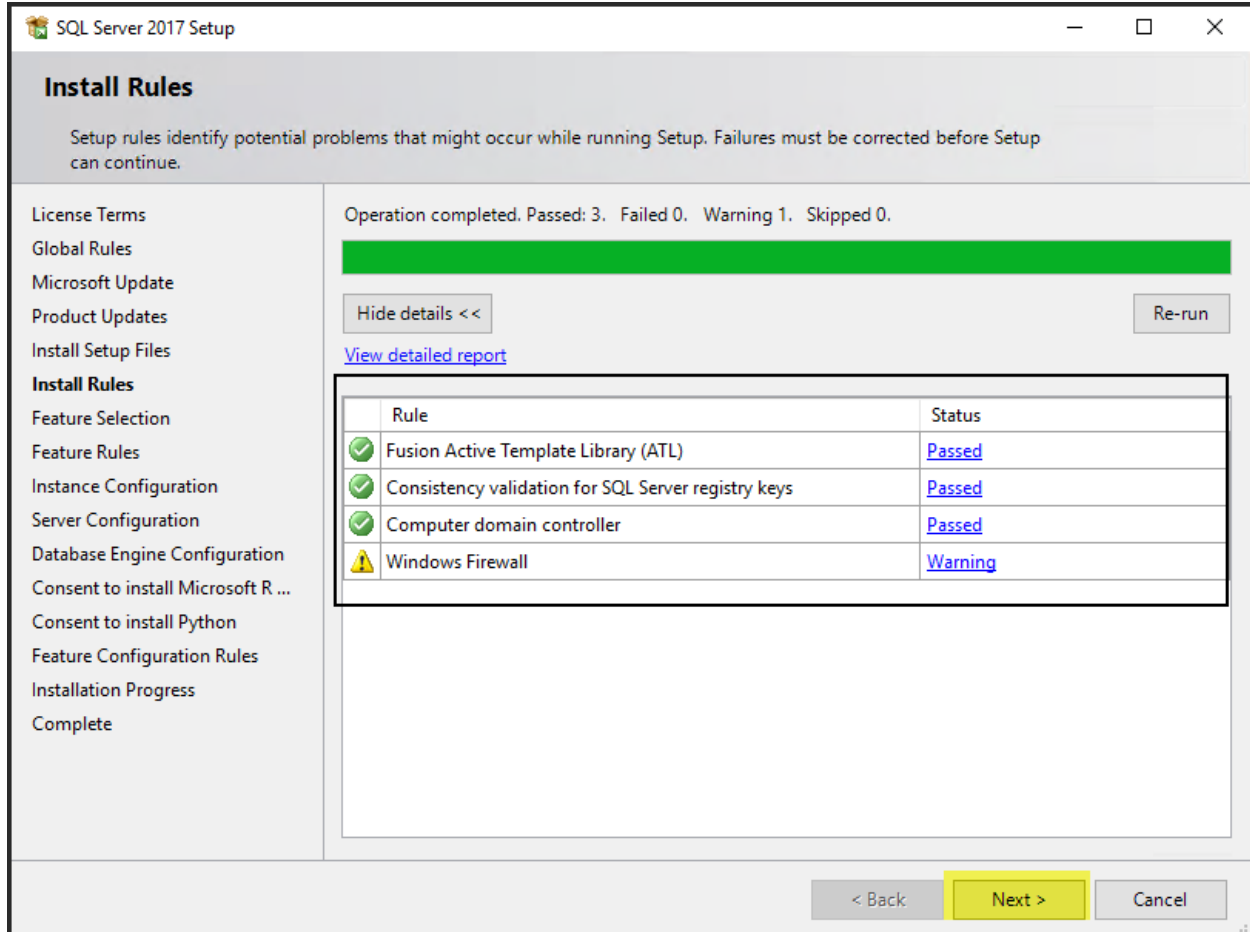 SQL Server 2017 Setup
Install Rules
Setup rules identify potential problems that might occur while running Setup. Failures must be corrected before Setup
can continue.
License Terms
Global Rules
Microsoft Update
Product Updates
Install Setup Files
Install Rules
Feature Selection
Feature Rules
Instance Configuration
Server Configuration
Database Engine Configuration
Consent to install Microsoft R ...
Consent to install Python
Feature Configuration Rules
Installation Progress
Complete
Operation completed. Passed: 3.   Failed 0.   Warning 1.   Skipped 0.
Hide details <<
Re-run
View detailed report
Rule Status
Fusion Active Template Library (ATL) Passed
Consistency validation for SQL Server registry keys Passed
Computer domain controller Passed
Windows Firewall Warning
< Back
Next >
Cancel